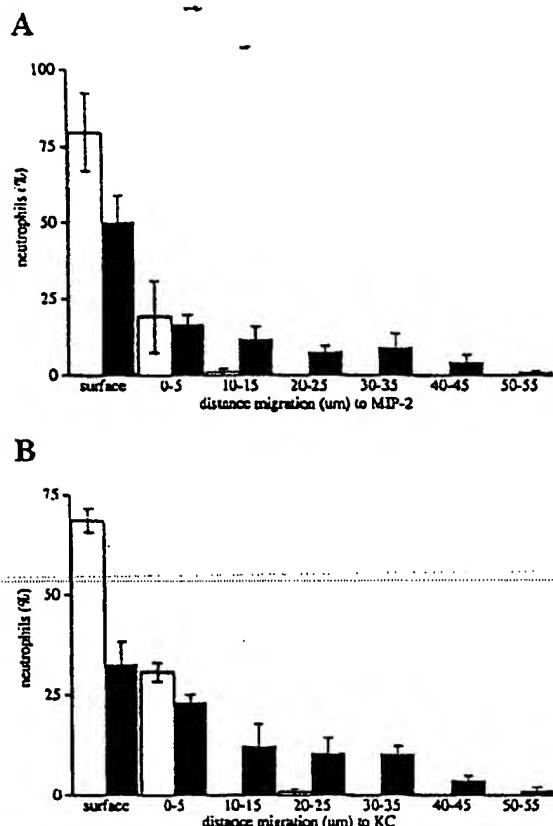 A
100
75
50
25
0
neutrophils (%)
surface 0-5 10-15 20-25 30-35 40-45 50-55
distance migration (um) to MIP-2
B
75
50
25
0
neutrophils (%)
surface 0-5 10-15 20-25 30-35 40-45 50-55
distance migration (um) to KC